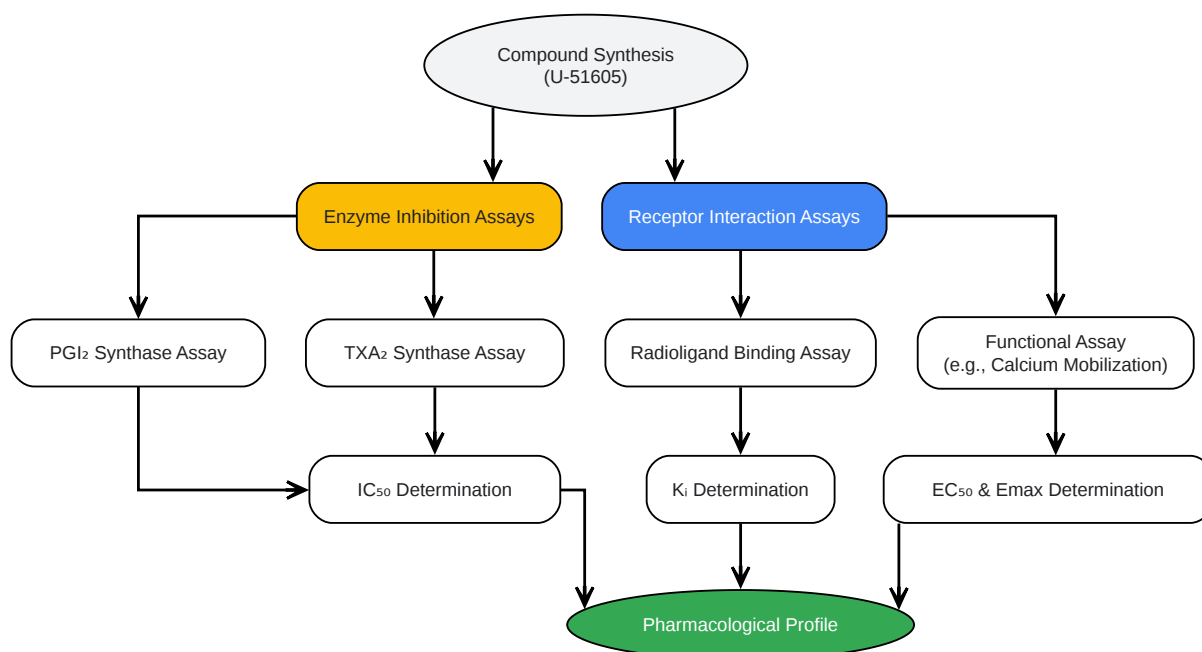 Compound Synthesis
(U-51605)
Enzyme Inhibition Assays
Receptor Interaction Assays
PGI₂ Synthase Assay
TXA₂ Synthase Assay
Radioligand Binding Assay
Functional Assay
(e.g., Calcium Mobilization)
IC₅₀ Determination
Kᵢ Determination
EC₅₀ & Emax Determination
Pharmacological Profile